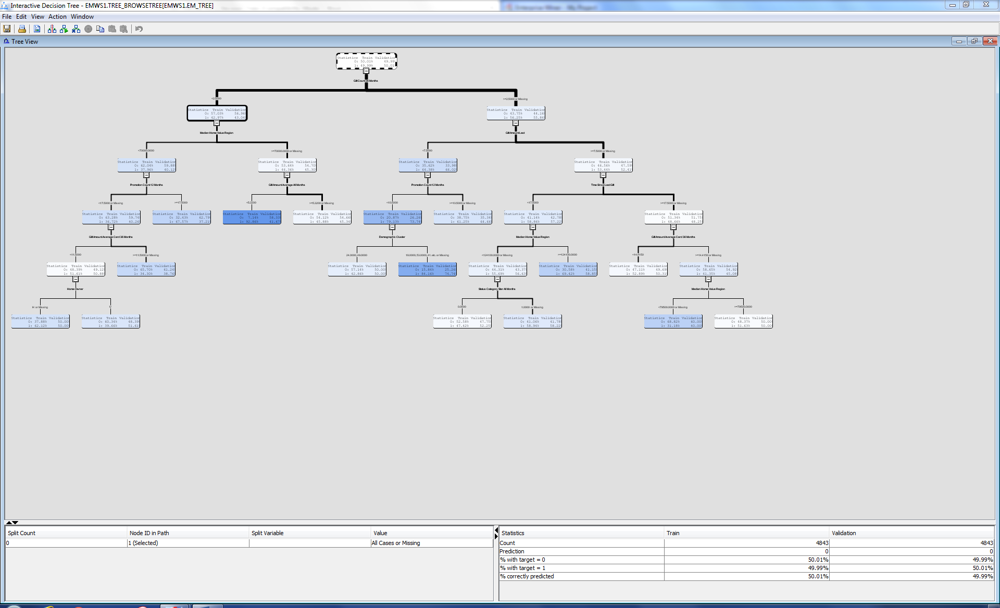 Interactive Decision Tree - EMWS1.TREE_BROWSETREE[EMWS1.EM_TREE]
File Edit View Action Window
Tree View
Statistics Train Validation
0: 50.01% 49.99%
1: 49.99% 50.01
Gift Count 36 Months
<2.5000 >=2.5000 or Missing
Statistics Train Validation Statistics Train Validation
0: 57.03% 56.96 0: 43.75% 44.16
1: 42.97% 43.04 1: 56.25% 55.84
Median Home Value Region Gift Amount Last
<70000.0000 >=70000.0000 or Missing <7.5000 >=7.5000 or Missing
Statistics Train Validation Statistics Train Validation Statistics Train Validation Statistics Train Validation
0: 62.04% 59.88 0: 53.64% 54.70 0: 35.62% 33.98 0: 46.56% 47.59
1: 37.96% 40.12 1: 46.36% 45.30 1: 64.38% 66.02 1: 53.44% 52.41
Promotion Count 12 Months Gift Amount Average All Months Promotion Count 12 Months Time Since Last Gift
<17.5000 or Missing >=17.5000 <5.3200 >=5.3200 or Missing <10.5000 >=10.5000 or Missing <17.5000 >=17.5000 or Missing
Statistics Train Validation Statistics Train Validation Statistics Train Validation Statistics Train Validation Statistics Train Validation Statistics Train Validation Statistics Train Validation Statistics Train Validation
0: 63.28% 59.74 0: 32.43% 62.79 0: 7.14% 58.33 0: 54.12% 54.66 0: 20.87% 26.26 0: 38.75% 35.34 0: 41.14% 42.78 0: 51.34% 51.75
1: 36.72% 40.26 1: 67.57% 37.21 1: 92.86% 41.67 1: 45.88% 45.34 1: 79.13% 73.74 1: 61.25% 64.66 1: 58.86% 57.22 1: 48.66% 48.25
Gift Amount Average Card 36 Months Demographic Cluster Median Home Value Region Gift Amount Average Card 36 Months
<11.5000 >=11.5000 or Missing 24.0000, 49.0000 18.0000, 53.0000, 41. etc. or Missing <124100.0000 or Missing >=124100.0000 <14.4150 >=14.4150 or Missing
Statistics Train Validation Statistics Train Validation Statistics Train Validation Statistics Train Validation Statistics Train Validation Statistics Train Validation Statistics Train Validation Statistics Train Validation
0: 48.39% 49.12 0: 65.70% 61.24 0: 57.14% 50.00 0: 15.84% 25.26 0: 44.31% 43.37 0: 30.58% 41.15 0: 47.11% 49.69 0: 58.65% 54.92
1: 51.61% 50.88 1: 34.30% 38.76 1: 42.86% 50.00 1: 84.16% 74.74 1: 55.69% 56.63 1: 69.42% 58.85 1: 52.89% 50.31 1: 41.35% 45.08
Home Owner Status Category Star All Months Median Home Value Region
H or Missing U 0.0000 1.0000 or Missing <79500.0000 or Missing >=79500.0000
Statistics Train Validation Statistics Train Validation Statistics Train Validation Statistics Train Validation Statistics Train Validation Statistics Train Validation
0: 37.88% 50.00 0: 60.34% 48.39 0: 52.58% 47.75 0: 41.06% 41.78 0: 68.82% 60.00 0: 48.37% 50.00
1: 62.12% 50.00 1: 39.66% 51.61 1: 47.42% 52.25 1: 58.94% 58.22 1: 31.18% 40.00 1: 51.63% 50.00
Split Count Node ID in Path Split Variable Value
0 1 (Selected) All Cases or Missing
Statistics Train Validation
Count 4843 4843
Prediction 0 0
% with target = 0 50.01% 49.99%
% with target = 1 49.99% 50.01%
% correctly predicted 50.01% 49.99%